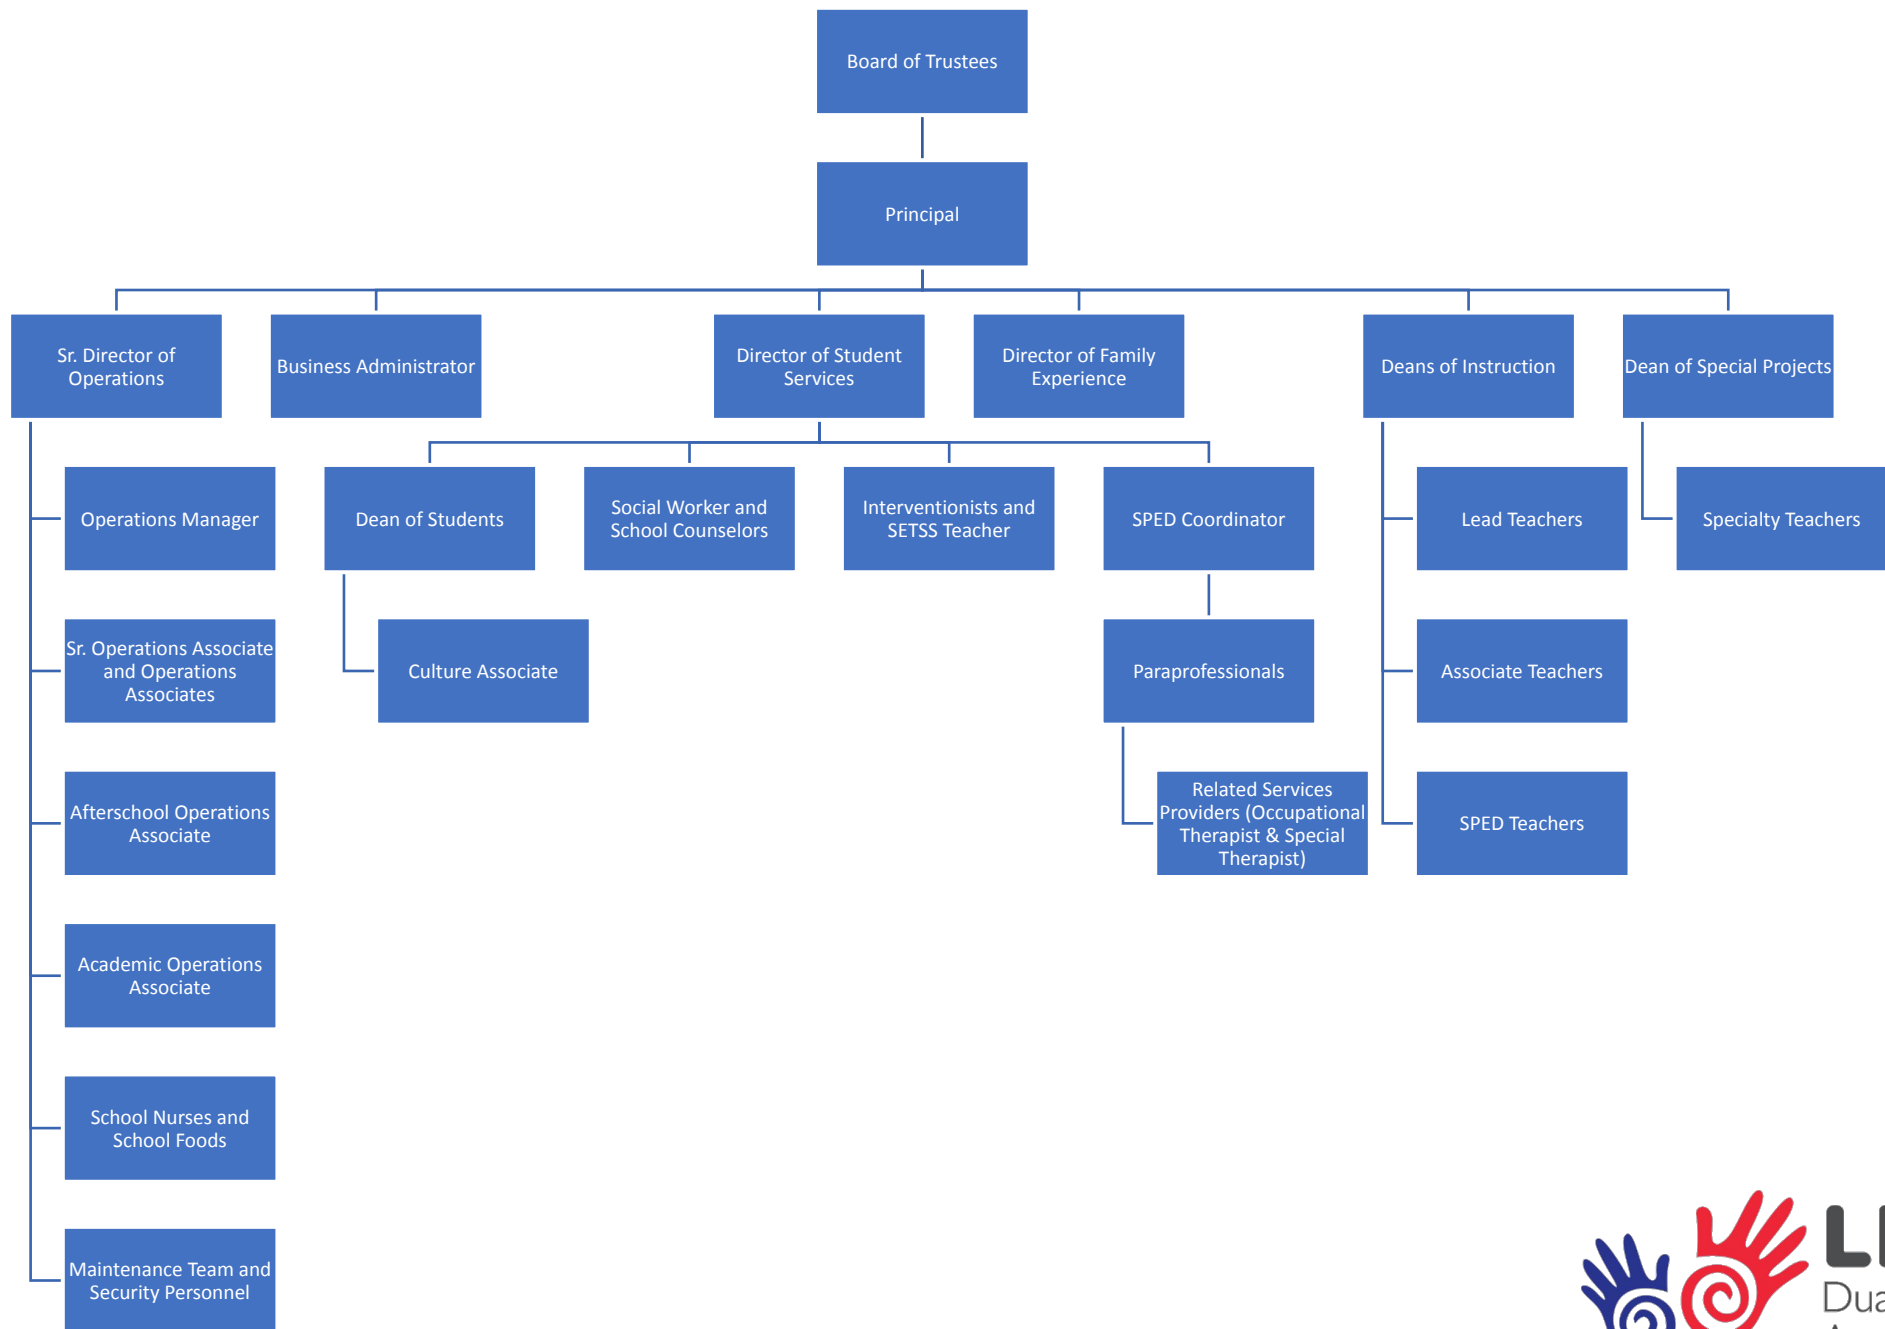 Board of Trustees
Principal
Sr. Director of
Operations
Business Administrator
Director of Student
Services
Director of Family
Experience
Deans of Instruction
Dean of Special Projects
Operations Manager
Dean of Students
Social Worker and
School Counselors
Interventionists and
SETSS Teacher
SPED Coordinator
Lead Teachers
Specialty Teachers
Sr. Operations Associate
and Operations
Associates
Culture Associate
Paraprofessionals
Associate Teachers
Afterschool Operations
Associate
Related Services
Providers (Occupational
Therapist & Special
Therapist)
SPED Teachers
Academic Operations
Associate
School Nurses and
School Foods
Maintenance Team and
Security Personnel